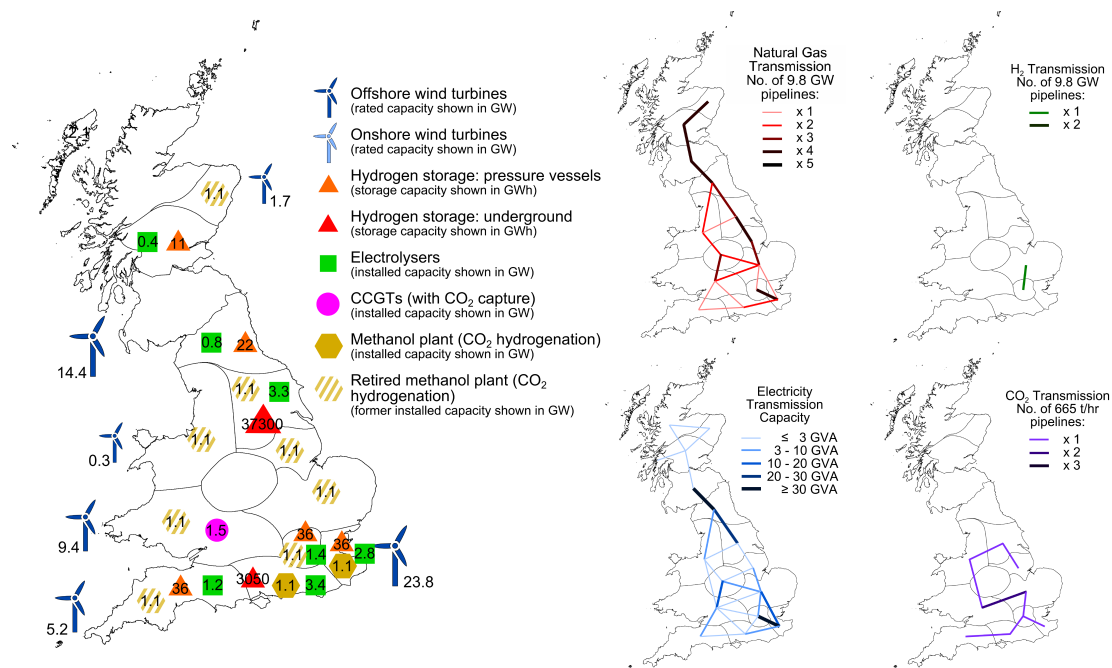 2.1
1.1
1.7
0.4
11
14.4
0.8
22
1.1
3.3
37300
1.1
1.1
0.3
1.1
1.1
1.5
9.4
36
36
1.1
1.4
2.8
1.1
23.8
3050
36
1.2
1.1
3.4
1.1
5.2
Offshore wind turbines
(rated capacity shown in GW)
Onshore wind turbines
(rated capacity shown in GW)
Hydrogen storage: pressure vessels
(storage capacity shown in GWh)
Hydrogen storage: underground
(storage capacity shown in GWh)
Electrolysers
(installed capacity shown in GW)
CCGTs (with CO2 capture)
(installed capacity shown in GW)
Methanol plant (CO2 hydrogenation)
(installed capacity shown in GW)
Retired methanol plant (CO2
hydrogenation)
(former installed capacity shown in GW)
Natural Gas
Transmission
No. of 9.8 GW
pipelines:
x 1
x 2
x 3
x 4
x 5
H2 Transmission
No. of 9.8 GW
pipelines:
x 1
x 2
Electricity
Transmission
Capacity
≤ 3 GVA
3 - 10 GVA
10 - 20 GVA
20 - 30 GVA
≥ 30 GVA
CO2 Transmission
No. of 665 t/hr
pipelines:
x 1
x 2
x 3